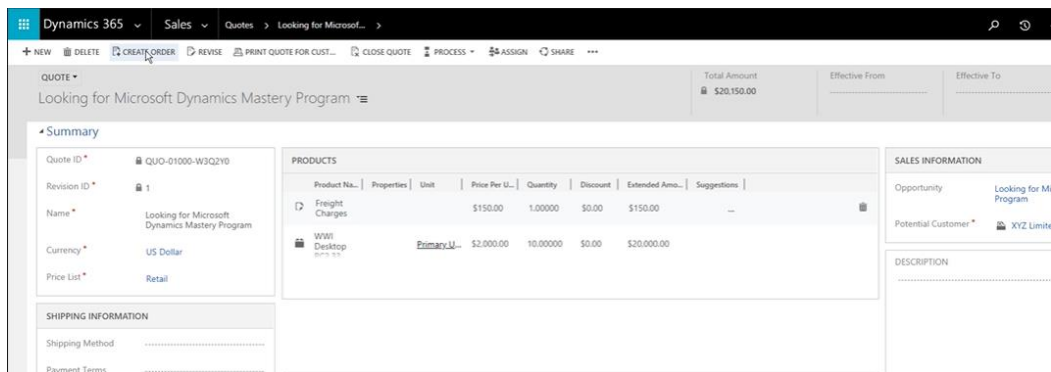 Dynamics 365 Sales Quotes > Looking for Microsof... >
+ NEW DELETE CREATE ORDER REVISE PRINT QUOTE FOR CUST... CLOSE QUOTE PROCESS ASSIGN SHARE ...
QUOTE
Looking for Microsoft Dynamics Mastery Program
Total Amount
$20,150.00
Effective From
Effective To
Summary
Quote ID* QUO-01000-W3Q2Y0
Revision ID* 1
Name* Looking for Microsoft
Dynamics Mastery Program
Currency* US Dollar
Price List* Retail
SHIPPING INFORMATION
Shipping Method
Payment Terms
PRODUCTS
Product Na... Properties Unit Price Per U... Quantity Discount Extended Amo... Suggestions
Freight
Charges $150.00 1.00000 $0.00 $150.00 ...
WWI
Desktop Primary U... $2,000.00 10.00000 $0.00 $20,000.00
SALES INFORMATION
Opportunity Looking for Mi
Program
Potential Customer* XYZ Limite
DESCRIPTION